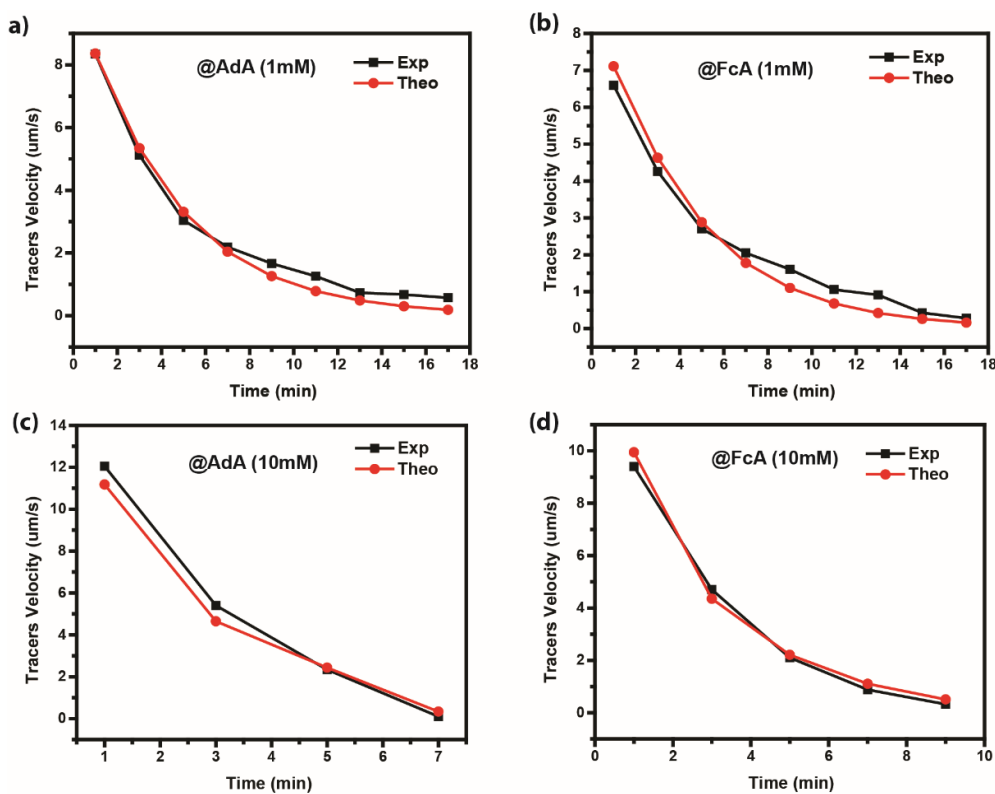 a)
@AdA (1mM)
Exp
Theo
Tracers Velocity (um/s)
8
6
4
2
0
0 2 4 6 8 10 12 14 16 18
Time (min)
(b)
@FcA (1mM)
Exp
Theo
Tracers Velocity (um/s)
8
7
6
5
4
3
2
1
0
0 2 4 6 8 10 12 14 16 18
Time (min)
(c)
@AdA (10mM)
Exp
Theo
Tracers Velocity (um/s)
14
12
10
8
6
4
2
0
1 2 3 4 5 6 7
Time (min)
(d)
@FcA (10mM)
Exp
Theo
Tracers Velocity (um/s)
10
8
6
4
2
0
0 2 4 6 8 10
Time (min)